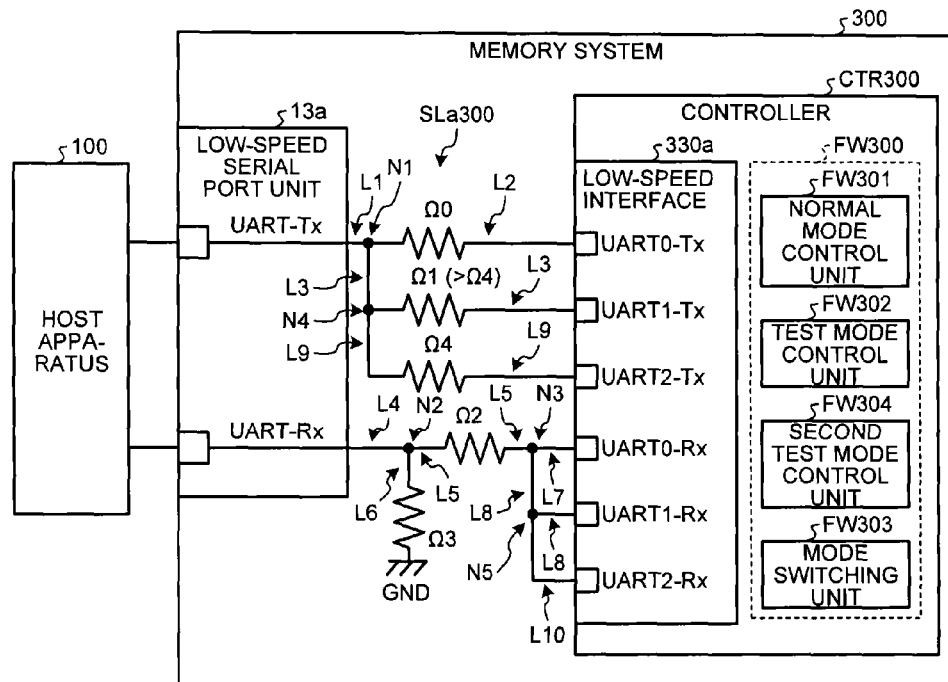 300
MEMORY SYSTEM
CTR300
CONTROLLER
13a
LOW-SPEED
SERIAL
PORT UNIT
SLa300
330a
LOW-SPEED
INTERFACE
FW300
100
HOST
APPA-
RATUS
UART-Tx
L1
N1
Ω0
L2
UART0-Tx
FW301
NORMAL
MODE
CONTROL
UNIT
L3
Ω1 (>Ω4)
L3
UART1-Tx
N4
L9
Ω4
L9
UART2-Tx
FW302
TEST MODE
CONTROL
UNIT
UART-Rx
L4
N2
Ω2
L5
N3
UART0-Rx
FW304
SECOND
TEST MODE
CONTROL
UNIT
L6
L5
L8
L7
Ω3
UART1-Rx
N5
L8
GND
UART2-Rx
L10
FW303
MODE
SWITCHING
UNIT